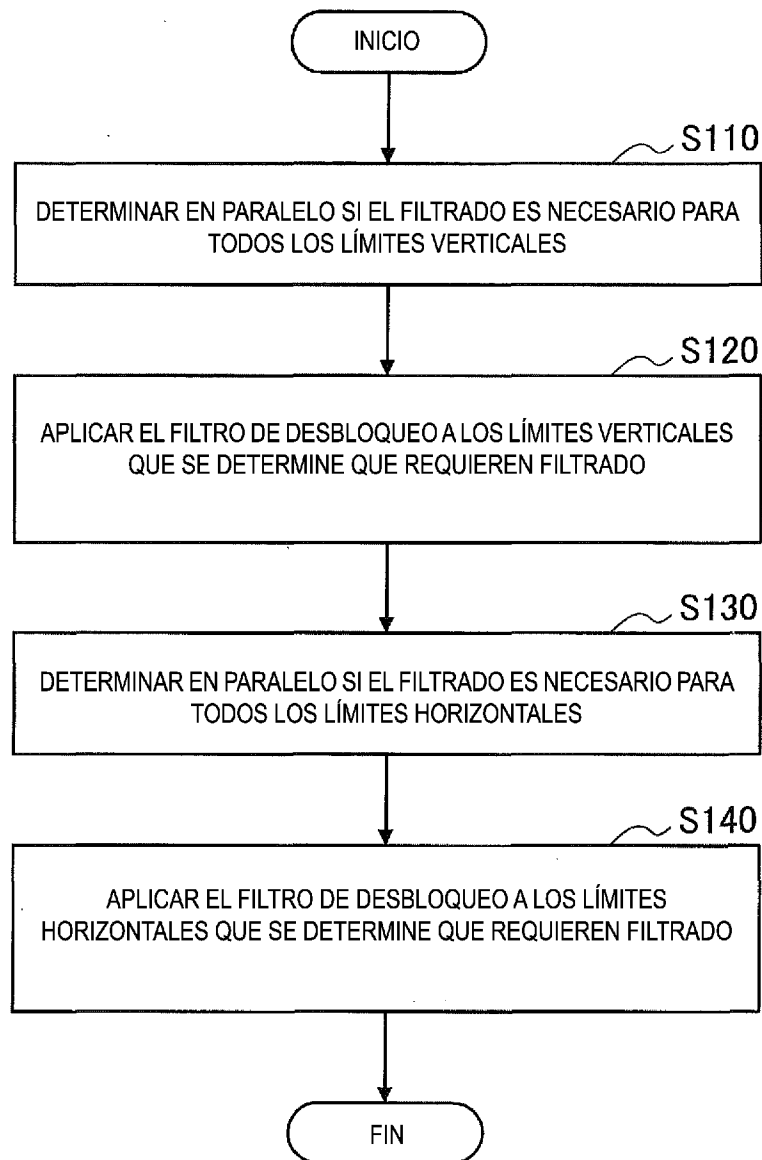 INICIO
S110
DETERMINAR EN PARALELO SI EL FILTRADO ES NECESARIO PARA
TODOS LOS LÍMITES VERTICALES
S120
APLICAR EL FILTRO DE DESBLOQUEO A LOS LÍMITES VERTICALES
QUE SE DETERMINE QUE REQUIEREN FILTRADO
S130
DETERMINAR EN PARALELO SI EL FILTRADO ES NECESARIO PARA
TODOS LOS LÍMITES HORIZONTALES
S140
APLICAR EL FILTRO DE DESBLOQUEO A LOS LÍMITES
HORIZONTALES QUE SE DETERMINE QUE REQUIEREN FILTRADO
FIN